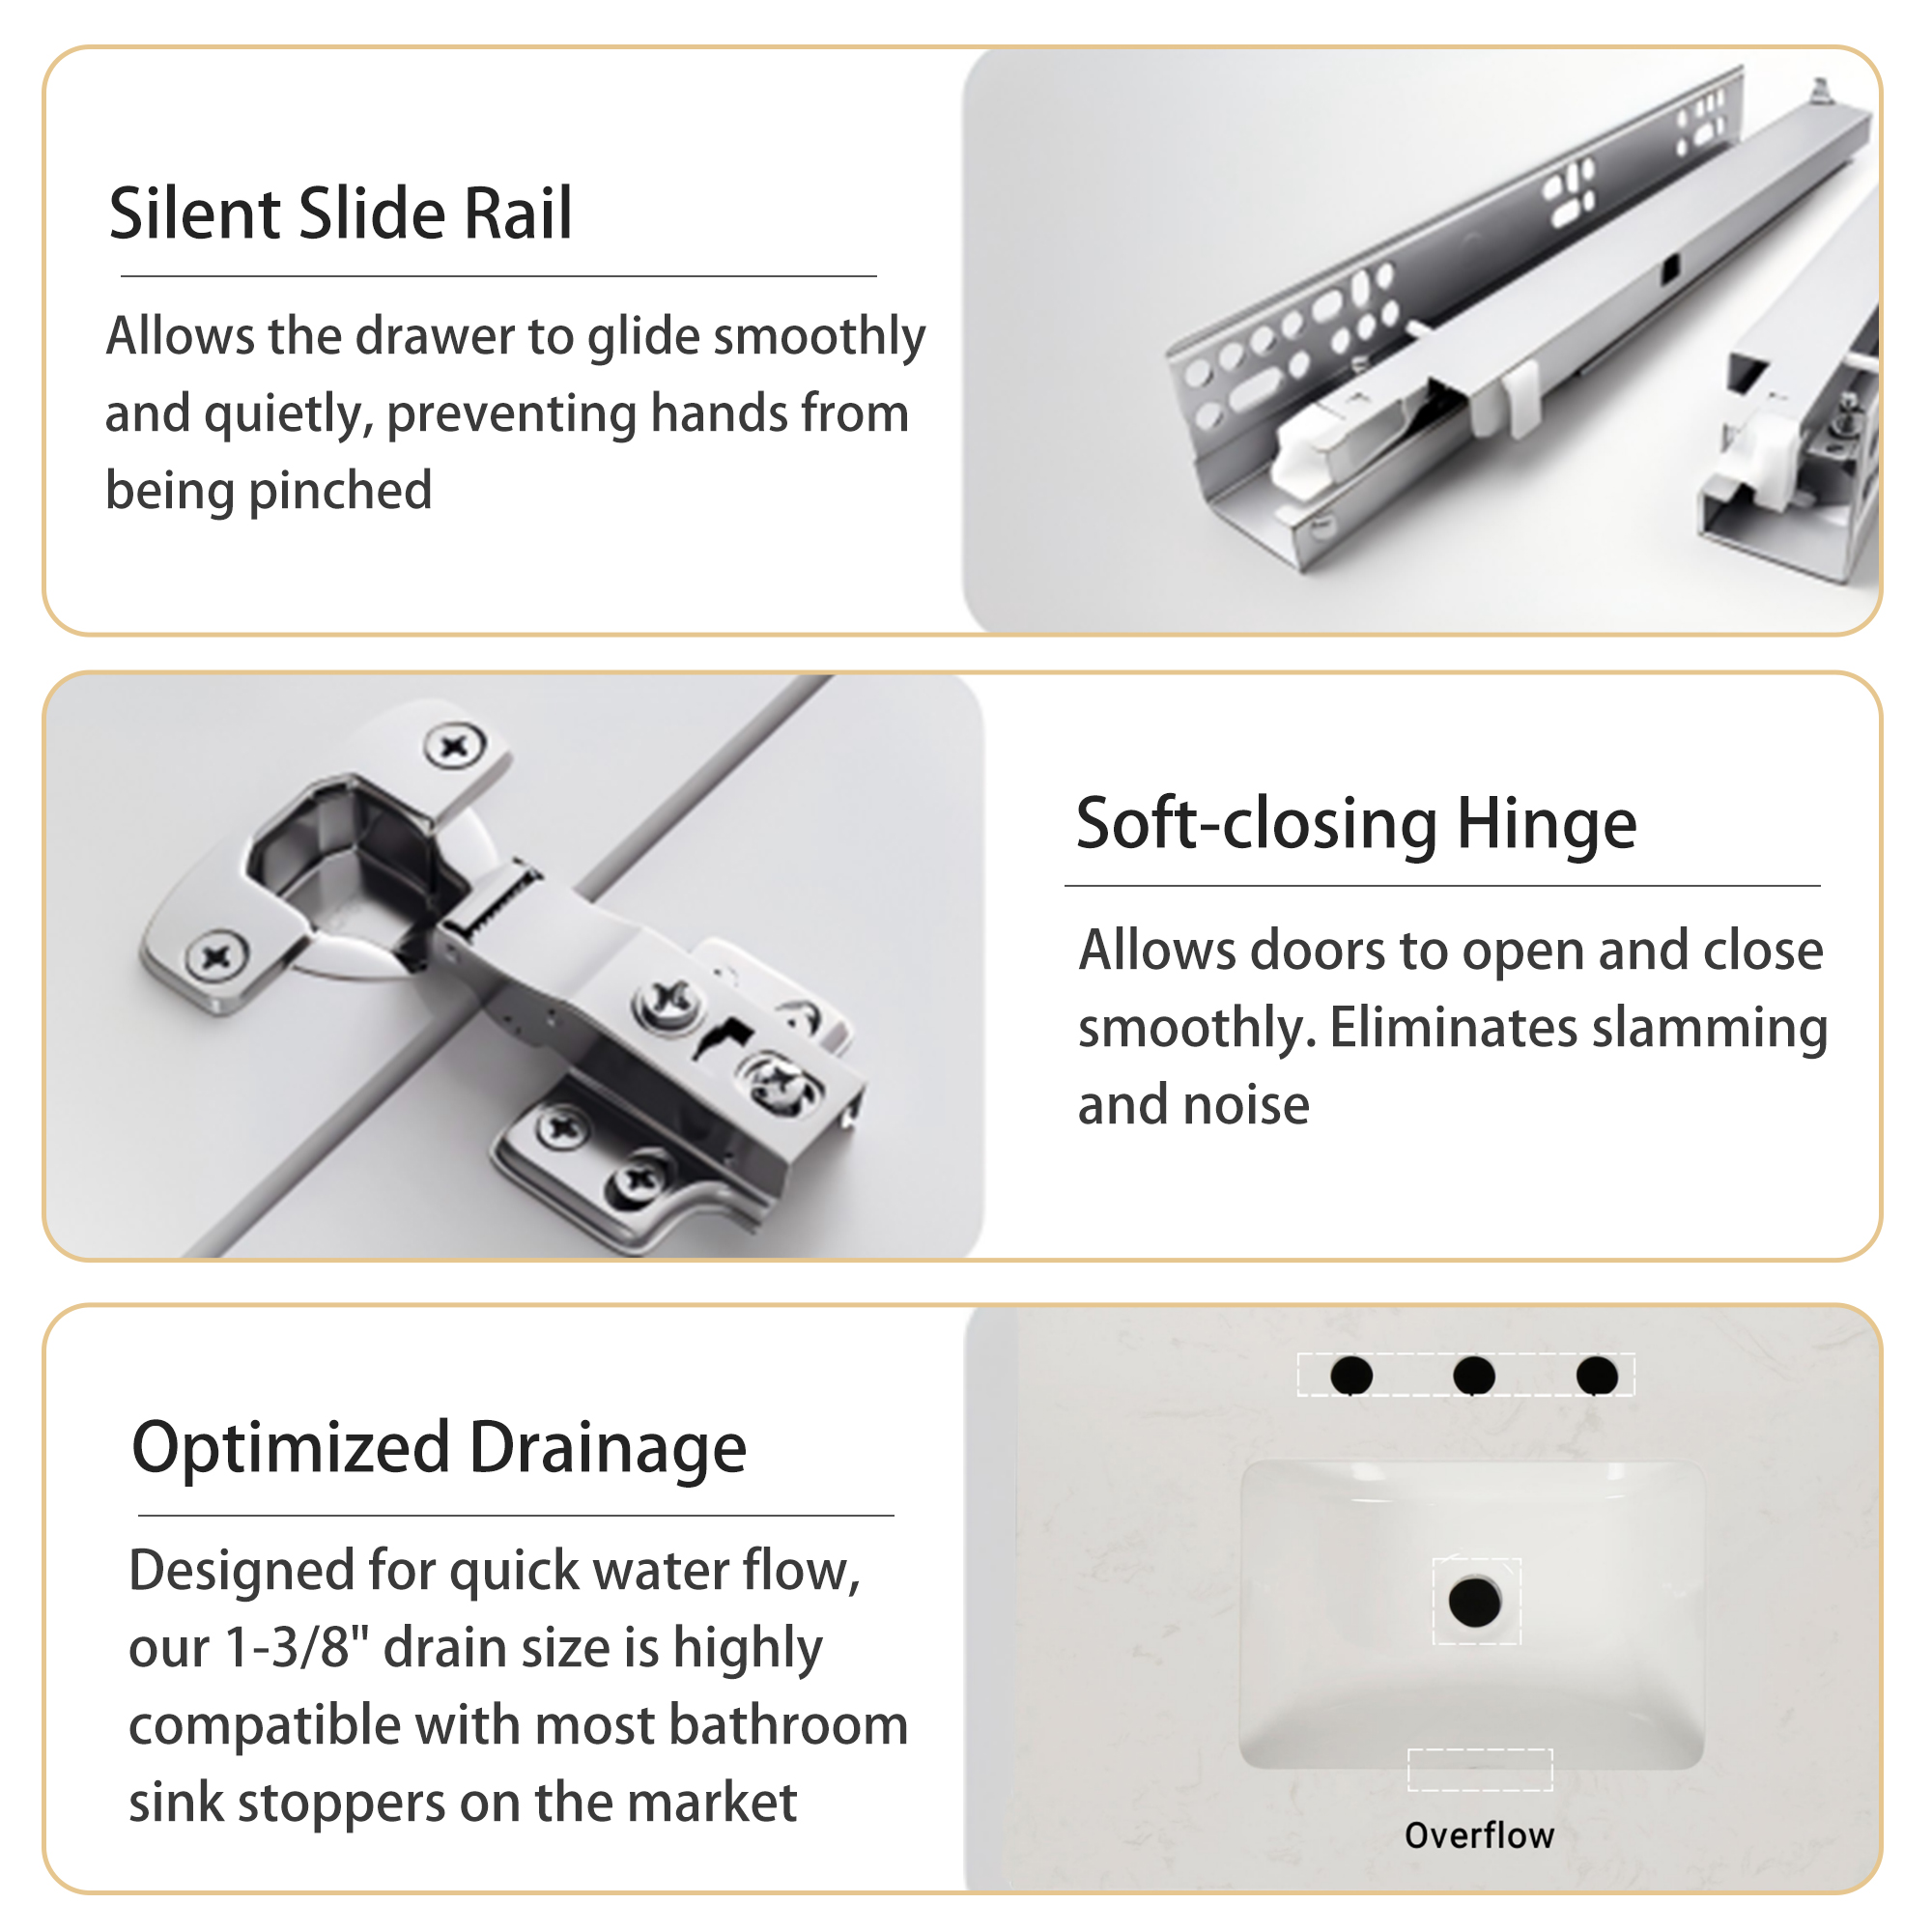 Silent Slide Rail
Allows the drawer to glide smoothly
and quietly, preventing hands from
being pinched
Soft-closing Hinge
Allows doors to open and close
smoothly. Eliminates slamming
and noise
Optimized Drainage
Designed for quick water flow,
our 1-3/8" drain size is highly
compatible with most bathroom
sink stoppers on the market
Overflow